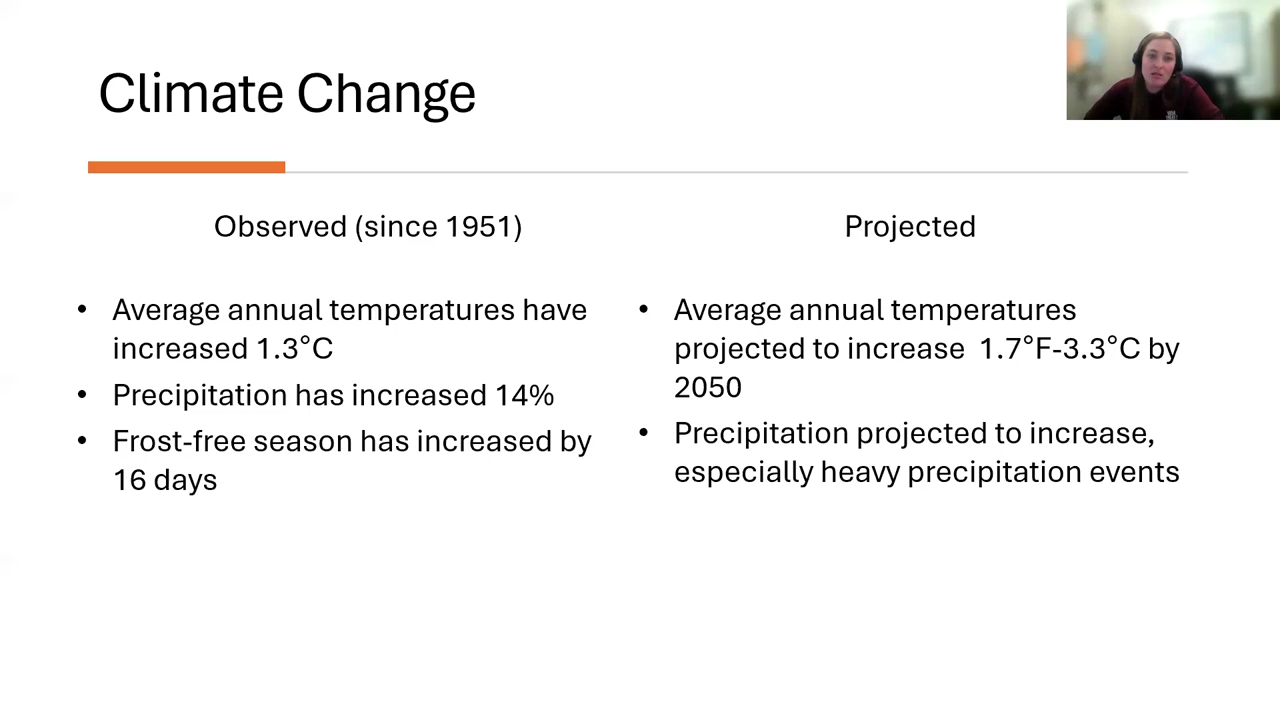 Climate Change
Observed (since 1951)
• Average annual temperatures have
increased 1.3°C
• Precipitation has increased 14%
• Frost-free season has increased by
16 days
Projected
• Average annual temperatures
projected to increase  1.7°F-3.3°C by
2050
• Precipitation projected to increase,
especially heavy precipitation events